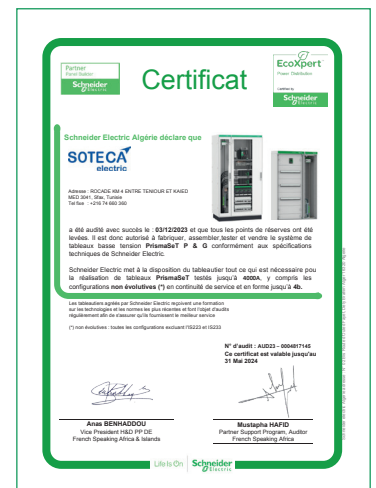 Partner
Panel Builder
Schneider
Electric
EcoXpert
Power Distribution
Certified by
Schneider
Electric
Certificat
Schneider Electric Algérie déclare que
SOTECA
electric
Adresse : ROCADE KM 4 ENTRE TENIOUR ET KAIED
MED 3041, Sfax, Tunisie
Tel fixe : +216 74 660 360
a été audité avec succès le : 03/12/2023 et que tous les points de réserves ont été
levées. Il est donc autorisé à fabriquer, assembler,tester et vendre le système de
tableaux basse tension PrismaSeT P & G conformément aux spécifications
techniques de Schneider Electric.
Schneider Electric met à la disposition du tableautier tout ce qui est nécessaire pou
la réalisation de tableaux PrismaSeT testés jusqu'à 4000A, y compris les
configurations non évolutives (*) en continuité de service et en forme jusqu'à 4b.
Les tableautiers agréés par Schneider Electric reçoivent une formation
sur les technologies et les normes les plus récentes et font l'objet d'audits
régulièrement afin de s'assurer qu'ils fournissent le meilleur service
(*) non évolutives : toutes les configurations excluant l'IS223 et IS233
N° d'audit : AUD23 – 0004817145
Ce certificat est valable jusqu'au
31 Mai 2024
Anas BENHADDOU
Vice President H&D PP DE
French Speaking Africa & Islands
Mustapha HAFID
Partner Support Program, Auditor
French Speaking Africa
Life Is On
Schneider
Electric